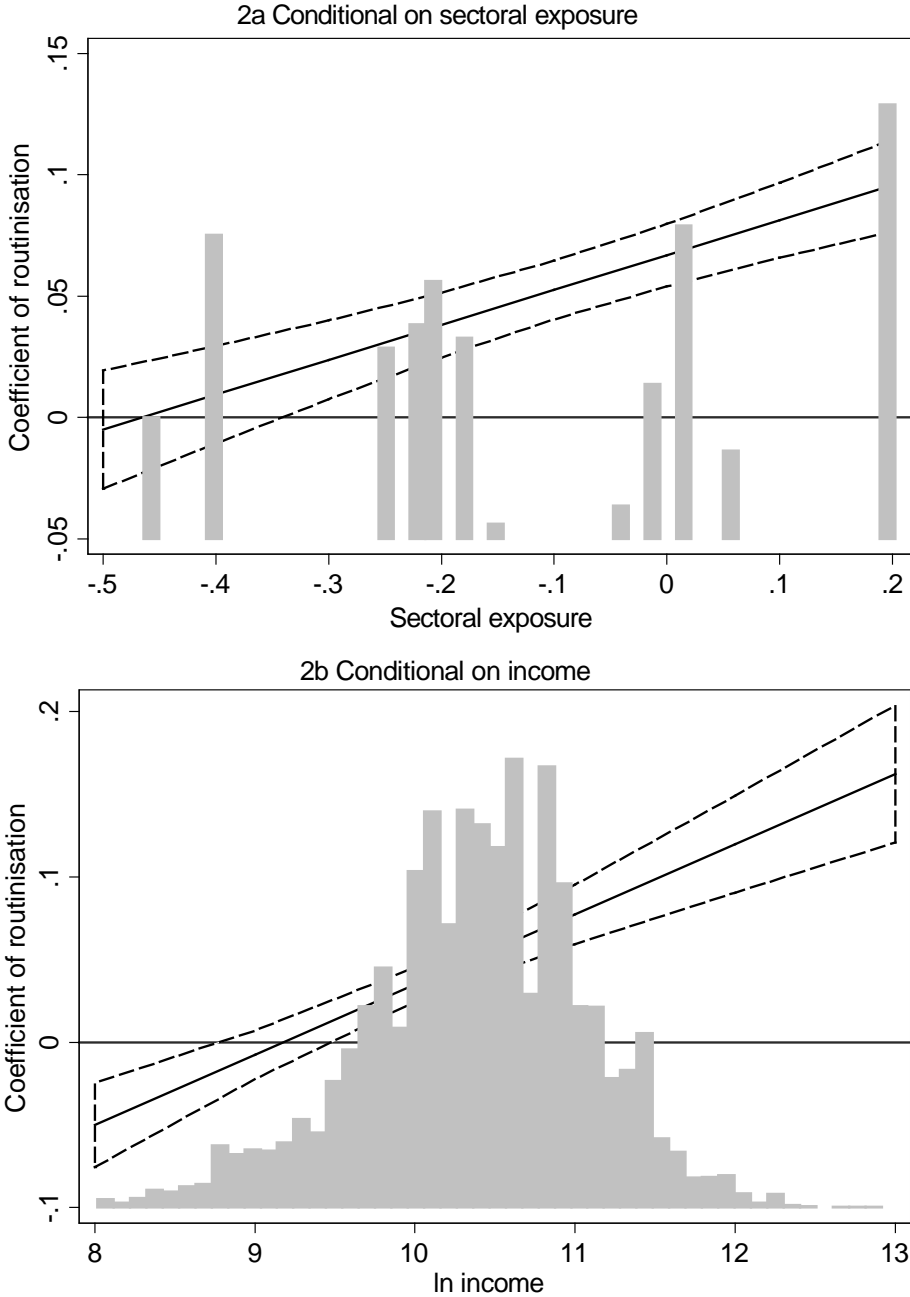 2a Conditional on sectoral exposure
.15
.1
.05
0
-.05
Coefficient of routinisation
-.5 -.4 -.3 -.2 -.1 0 .1 .2
Sectoral exposure
2b Conditional on income
.2
.1
0
-.1
Coefficient of routinisation
8 9 10 11 12 13
ln income